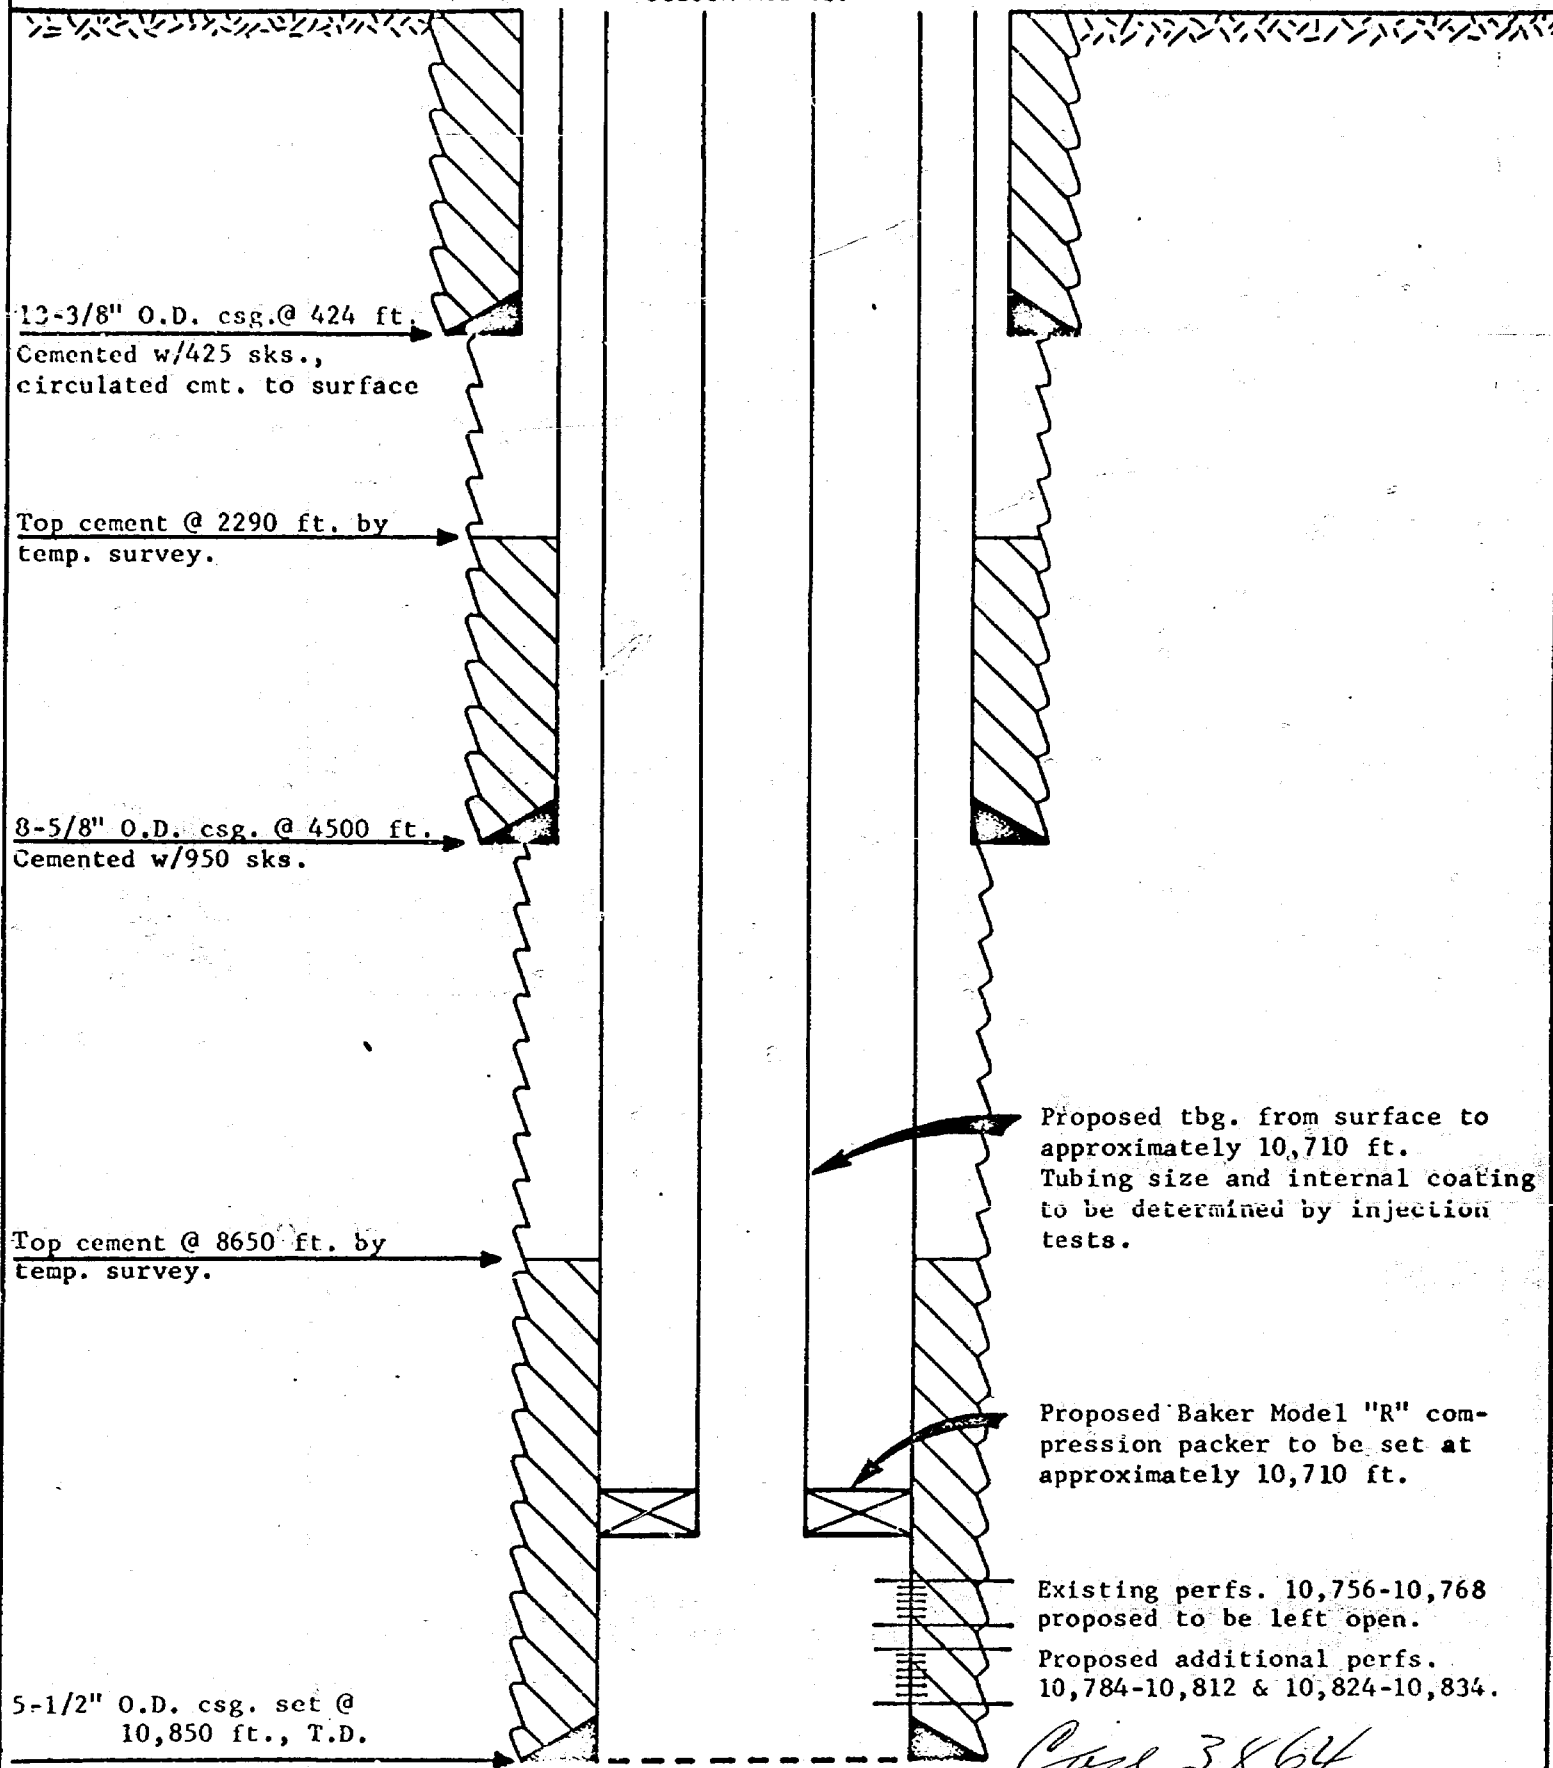 13-3/8" O.D. csg.@ 424 ft.
Cemented w/425 sks.,
circulated cmt. to surface
Top cement @ 2290 ft. by
temp. survey.
8-5/8" O.D. csg. @ 4500 ft.
Cemented w/950 sks.
Proposed tbg. from surface to
approximately 10,710 ft.
Tubing size and internal coating
to be determined by injection
tests.
Top cement @ 8650 ft. by
temp. survey.
Proposed Baker Model "R" com-
pression packer to be set at
approximately 10,710 ft.
Existing perfs. 10,756-10,768
proposed to be left open.
Proposed additional perfs.
10,784-10,812 & 10,824-10,834.
5-1/2" O.D. csg. set @
10,850 ft., T.D.
Case 3864